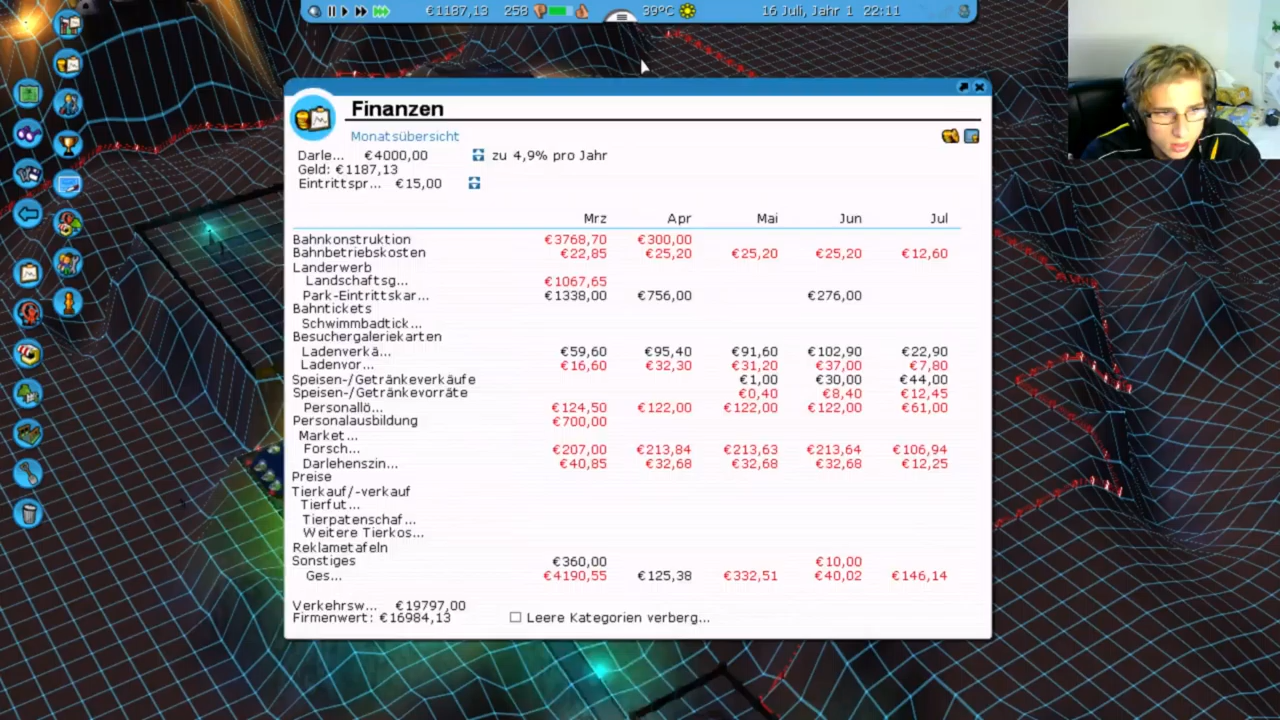 €1187,13 258 39°C 16 Juli, Jahr 1 22:11
Finanzen
Monatsübersicht
Darle... €4000,00 zu 4,9% pro Jahr
Geld: €1187,13
Eintrittspr... €15,00
Mrz Apr Mai Jun Jul
Bahnkonstruktion €3768,70 €300,00
Bahnbetriebskosten €22,85 €25,20 €25,20 €25,20 €12,60
Landerwerb
Landschaftsg... €1067,65
Park-Eintrittskar... €1338,00 €756,00 €276,00
Bahntickets
Schwimmbadtick...
Besuchergaleriekarten
Ladenverkä... €59,60 €95,40 €91,60 €102,90 €22,90
Ladenvor... €16,60 €32,30 €31,20 €37,00 €7,80
Speisen-/Getränkeverkäufe €1,00 €30,00 €44,00
Speisen-/Getränkevorräte €0,40 €8,40 €12,45
Personallö... €124,50 €122,00 €122,00 €122,00 €61,00
Personalausbildung €700,00
Market...
Forsch... €207,00 €213,84 €213,63 €213,64 €106,94
Darlehenszin... €40,85 €32,68 €32,68 €32,68 €12,25
Preise
Tierkauf/-verkauf
Tierfut...
Tierpatenschaf...
Weitere Tierkos...
Reklametafeln
Sonstiges €360,00 €10,00
Ges... €4190,55 €125,38 €332,51 €40,02 €146,14
Verkehrsw... €19797,00
Firmenwert: €16984,13
Leere Kategorien verberg...